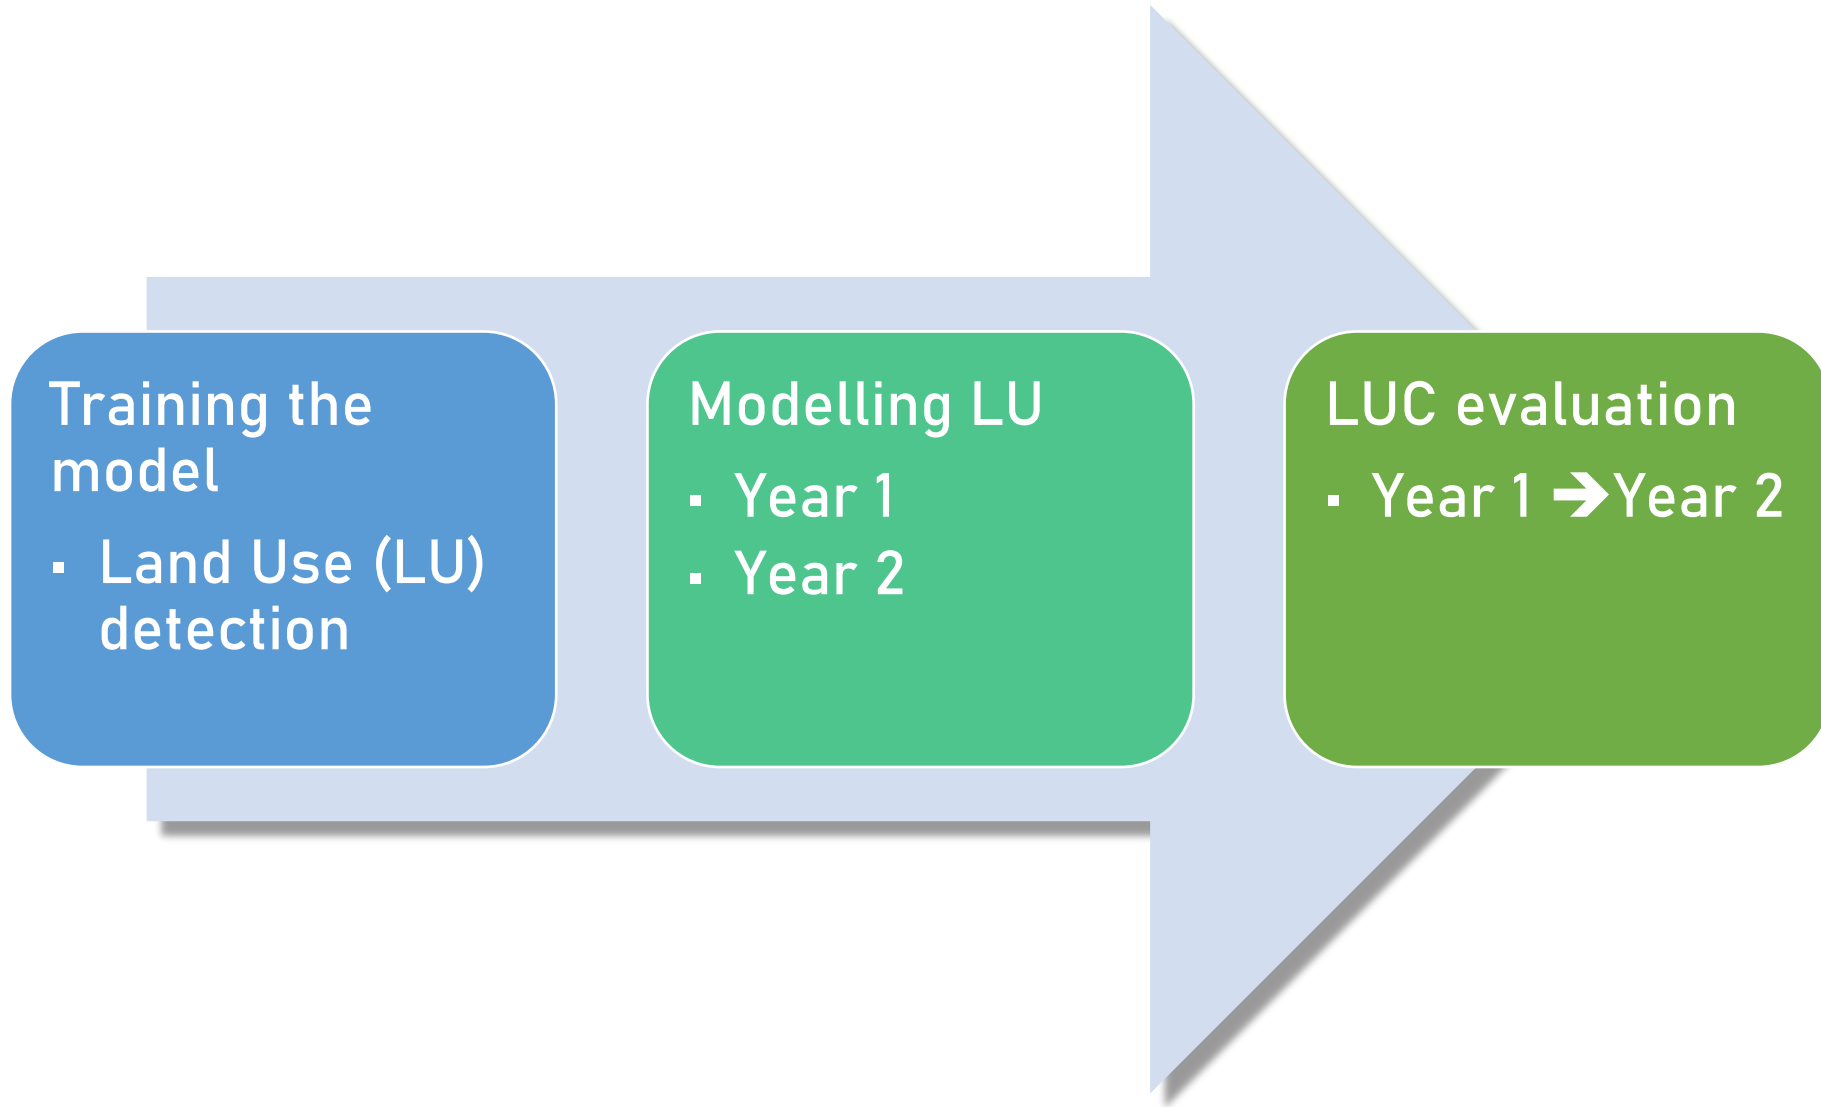 Training the
model
▪ Land Use (LU)
detection
Modelling LU
▪ Year 1
▪ Year 2
LUC evaluation
▪ Year 1 ➔Year 2